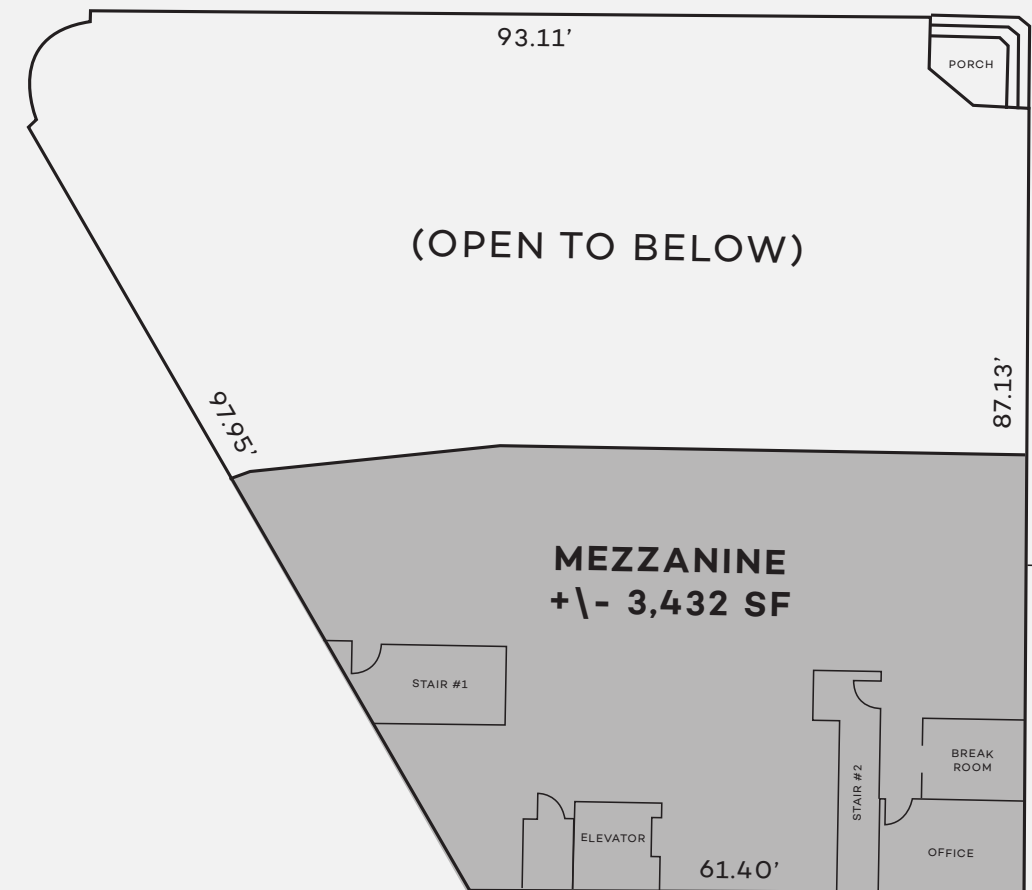 93.11’
PORCH
(OPEN TO BELOW)
87.13’
97.95’
MEZZANINE
+\- 3,432 SF
STAIR #1
BREAK
ROOM
STAIR #2
ELEVATOR
OFFICE
61.40’